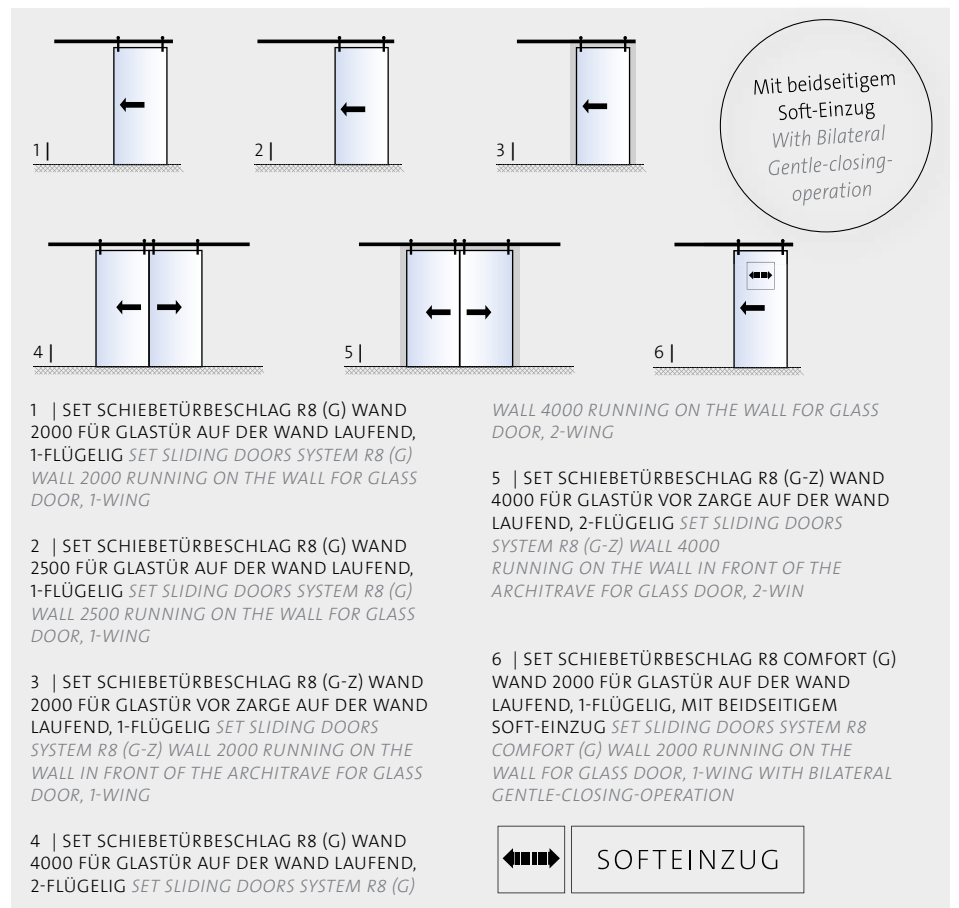 Mit beidseitigem
Soft-Einzug
With Bilateral
Gentle-closing-
operation
1 |
2 |
3 |
4 |
5 |
6 |
1 | SET SCHIEBETÜRBESCHLAG R8 (G) WAND
2000 FÜR GLASTÜR AUF DER WAND LAUFEND,
1-FLÜGELIG SET SLIDING DOORS SYSTEM R8 (G)
WALL 2000 RUNNING ON THE WALL FOR GLASS
DOOR, 1-WING
2 | SET SCHIEBETÜRBESCHLAG R8 (G) WAND
2500 FÜR GLASTÜR AUF DER WAND LAUFEND,
1-FLÜGELIG SET SLIDING DOORS SYSTEM R8 (G)
WALL 2500 RUNNING ON THE WALL FOR GLASS
DOOR, 1-WING
3 | SET SCHIEBETÜRBESCHLAG R8 (G-Z) WAND
2000 FÜR GLASTÜR VOR ZARGE AUF DER WAND
LAUFEND, 1-FLÜGELIG SET SLIDING DOORS
SYSTEM R8 (G-Z) WALL 2000 RUNNING ON THE
WALL IN FRONT OF THE ARCHITRAVE FOR GLASS
DOOR, 1-WING
4 | SET SCHIEBETÜRBESCHLAG R8 (G) WAND
4000 FÜR GLASTÜR AUF DER WAND LAUFEND,
2-FLÜGELIG SET SLIDING DOORS SYSTEM R8 (G)
WALL 4000 RUNNING ON THE WALL FOR GLASS
DOOR, 2-WING
5 | SET SCHIEBETÜRBESCHLAG R8 (G-Z) WAND
4000 FÜR GLASTÜR VOR ZARGE AUF DER WAND
LAUFEND, 2-FLÜGELIG SET SLIDING DOORS
SYSTEM R8 (G-Z) WALL 4000
RUNNING ON THE WALL IN FRONT OF THE
ARCHITRAVE FOR GLASS DOOR, 2-WIN
6 | SET SCHIEBETÜRBESCHLAG R8 COMFORT (G)
WAND 2000 FÜR GLASTÜR AUF DER WAND
LAUFEND, 1-FLÜGELIG, MIT BEIDSEITIGEM
SOFT-EINZUG SET SLIDING DOORS SYSTEM R8
COMFORT (G) WALL 2000 RUNNING ON THE
WALL FOR GLASS DOOR, 1-WING WITH BILATERAL
GENTLE-CLOSING-OPERATION
SOFTEINZUG